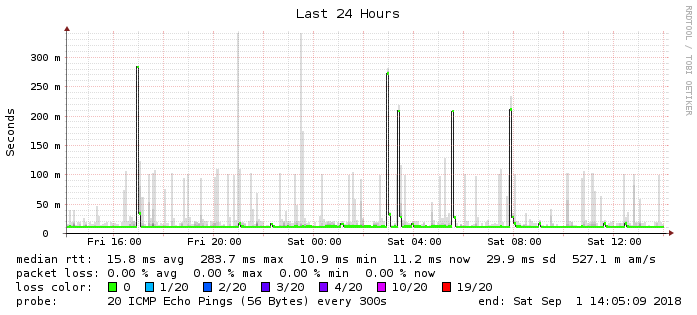 Last 24 Hours
RRDTOOL / TOBI OETIKER
Seconds
300 m
250 m
200 m
150 m
100 m
50 m
0
Fri 16:00 Fri 20:00 Sat 00:00 Sat 04:00 Sat 08:00 Sat 12:00
median rtt: 15.8 ms avg 283.7 ms max 10.9 ms min 11.2 ms now 29.9 ms sd 527.1 m am/s
packet loss: 0.00 % avg 0.00 % max 0.00 % min 0.00 % now
loss color: 0 1/20 2/20 3/20 4/20 10/20 19/20
probe: 20 ICMP Echo Pings (56 Bytes) every 300s end: Sat Sep 1 14:05:09 2018